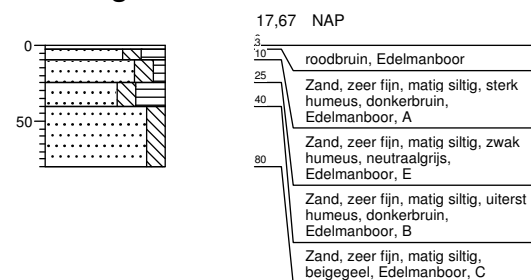 17,67 NAP
0
3
10
25
40
50
80
roodbruin, Edelmanboor
Zand, zeer fijn, matig siltig, sterk
humeus, donkerbruin,
Edelmanboor, A
Zand, zeer fijn, matig siltig, zwak
humeus, neutraalgrijs,
Edelmanboor, E
Zand, zeer fijn, matig siltig, uiterst
humeus, donkerbruin,
Edelmanboor, B
Zand, zeer fijn, matig siltig,
beigegeel, Edelmanboor, C